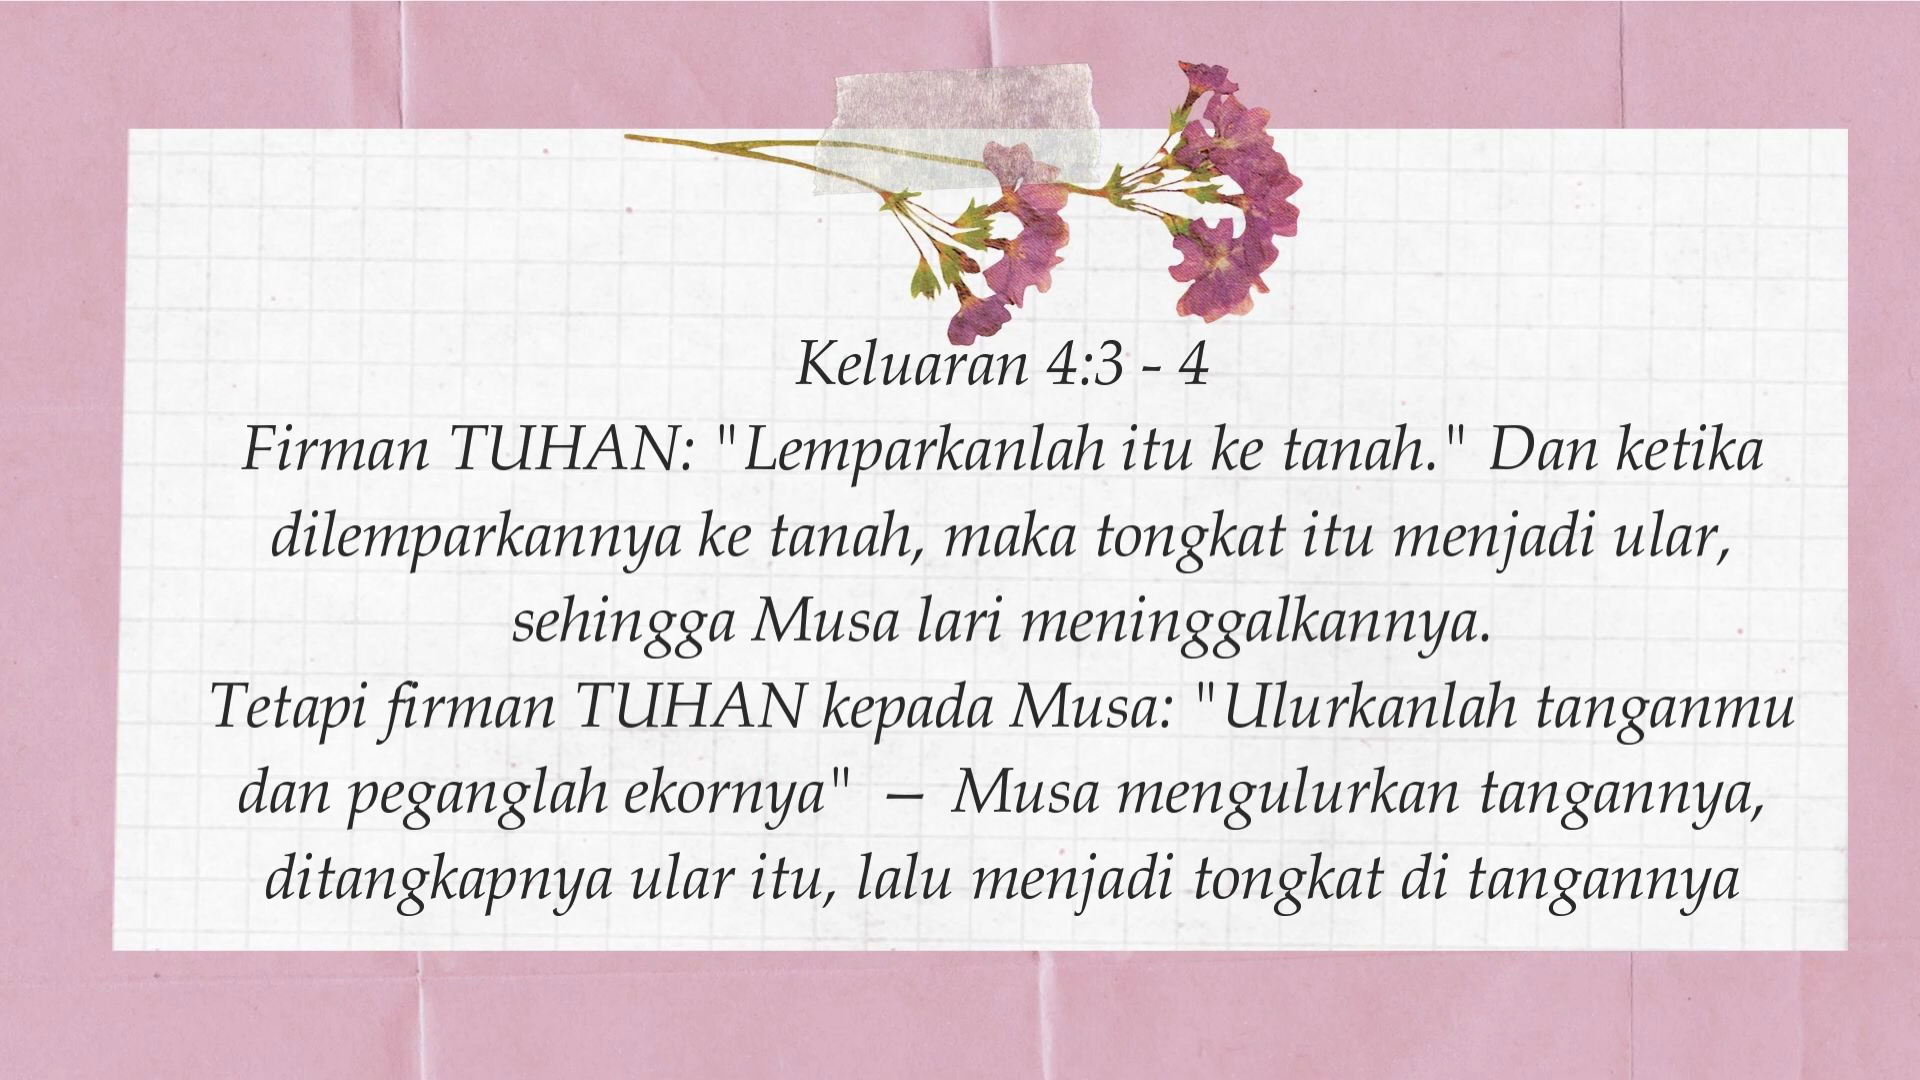 Keluaran 4:3 - 4
Firman TUHAN: "Lemparkanlah itu ke tanah." Dan ketika
dilemparkannya ke tanah, maka tongkat itu menjadi ular,
sehingga Musa lari meninggalkannya.
Tetapi firman TUHAN kepada Musa: "Ulurkanlah tanganmu
dan peganglah ekornya" — Musa mengulurkan tangannya,
ditangkapnya ular itu, lalu menjadi tongkat di tangannya